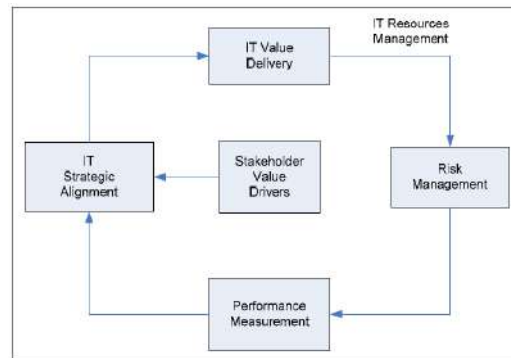 IT Value
Delivery
IT Resources
Management
IT
Strategic
Alignment
Stakeholder
Value
Drivers
Risk
Management
Performance
Measurement